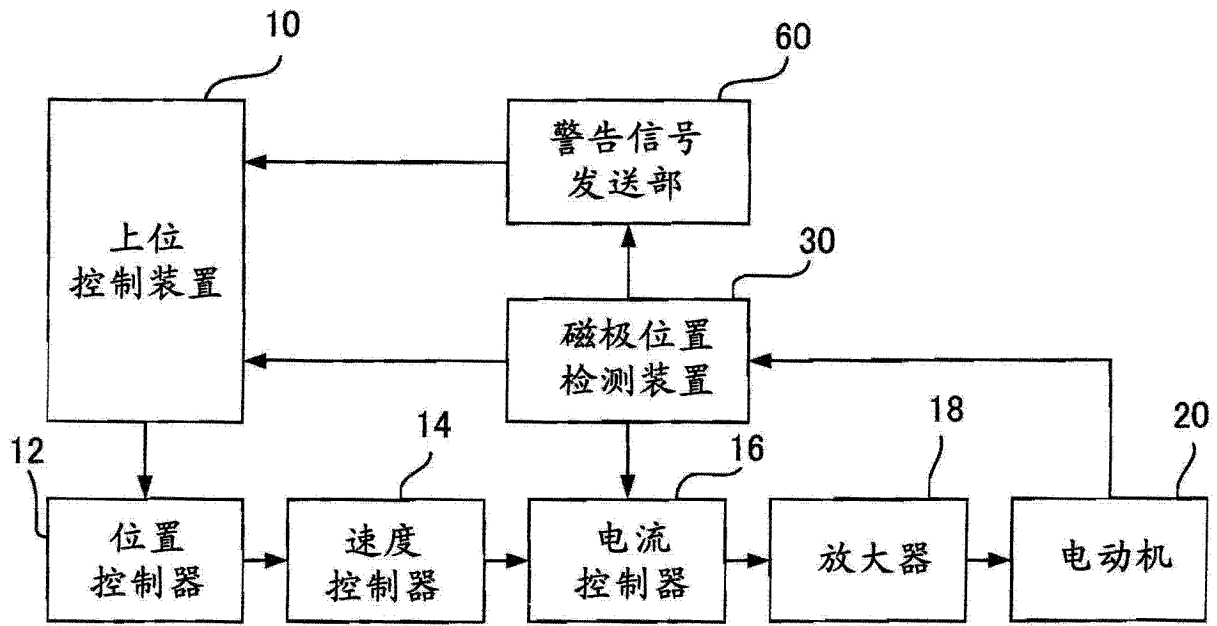 10
60
警告信号
发送部
上位
控制装置
30
磁极位置
检测装置
12
14
16
18
20
位置
控制器
速度
控制器
电流
控制器
放大器
电动机